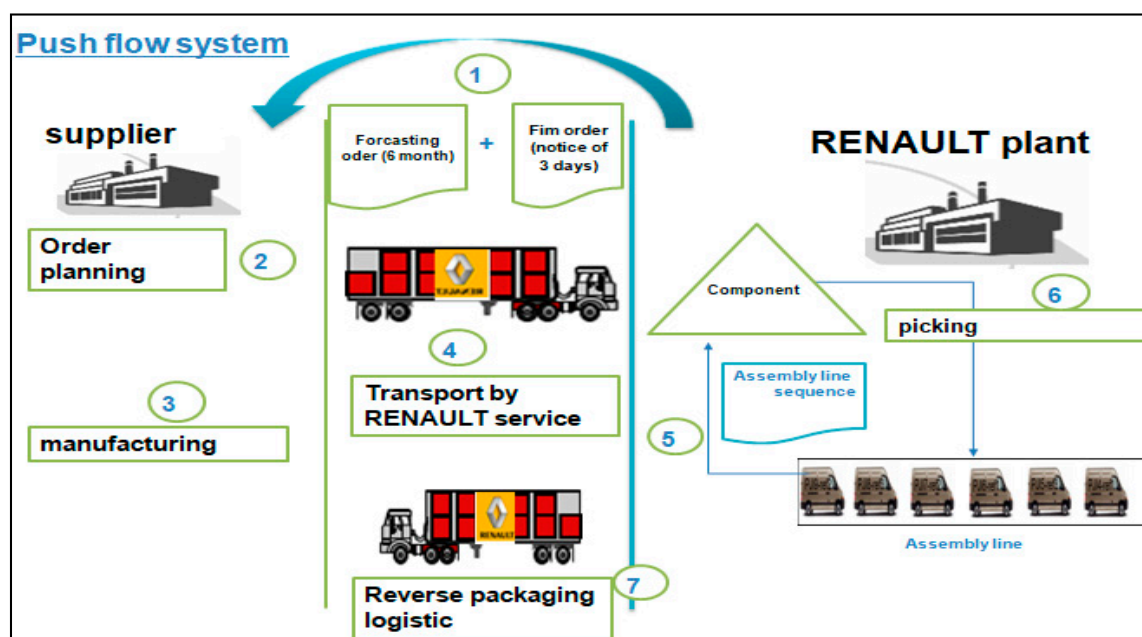 Push flow system
1
supplier
Forcasting
oder (6 month)
+
Fim order
(notice of
3 days)
RENAULT plant
Order
planning
2
Component
6
picking
4
Transport by
RENAULT service
Assembly line
sequence
3
manufacturing
5
RENAULT
Assembly line
7
Reverse packaging
logistic